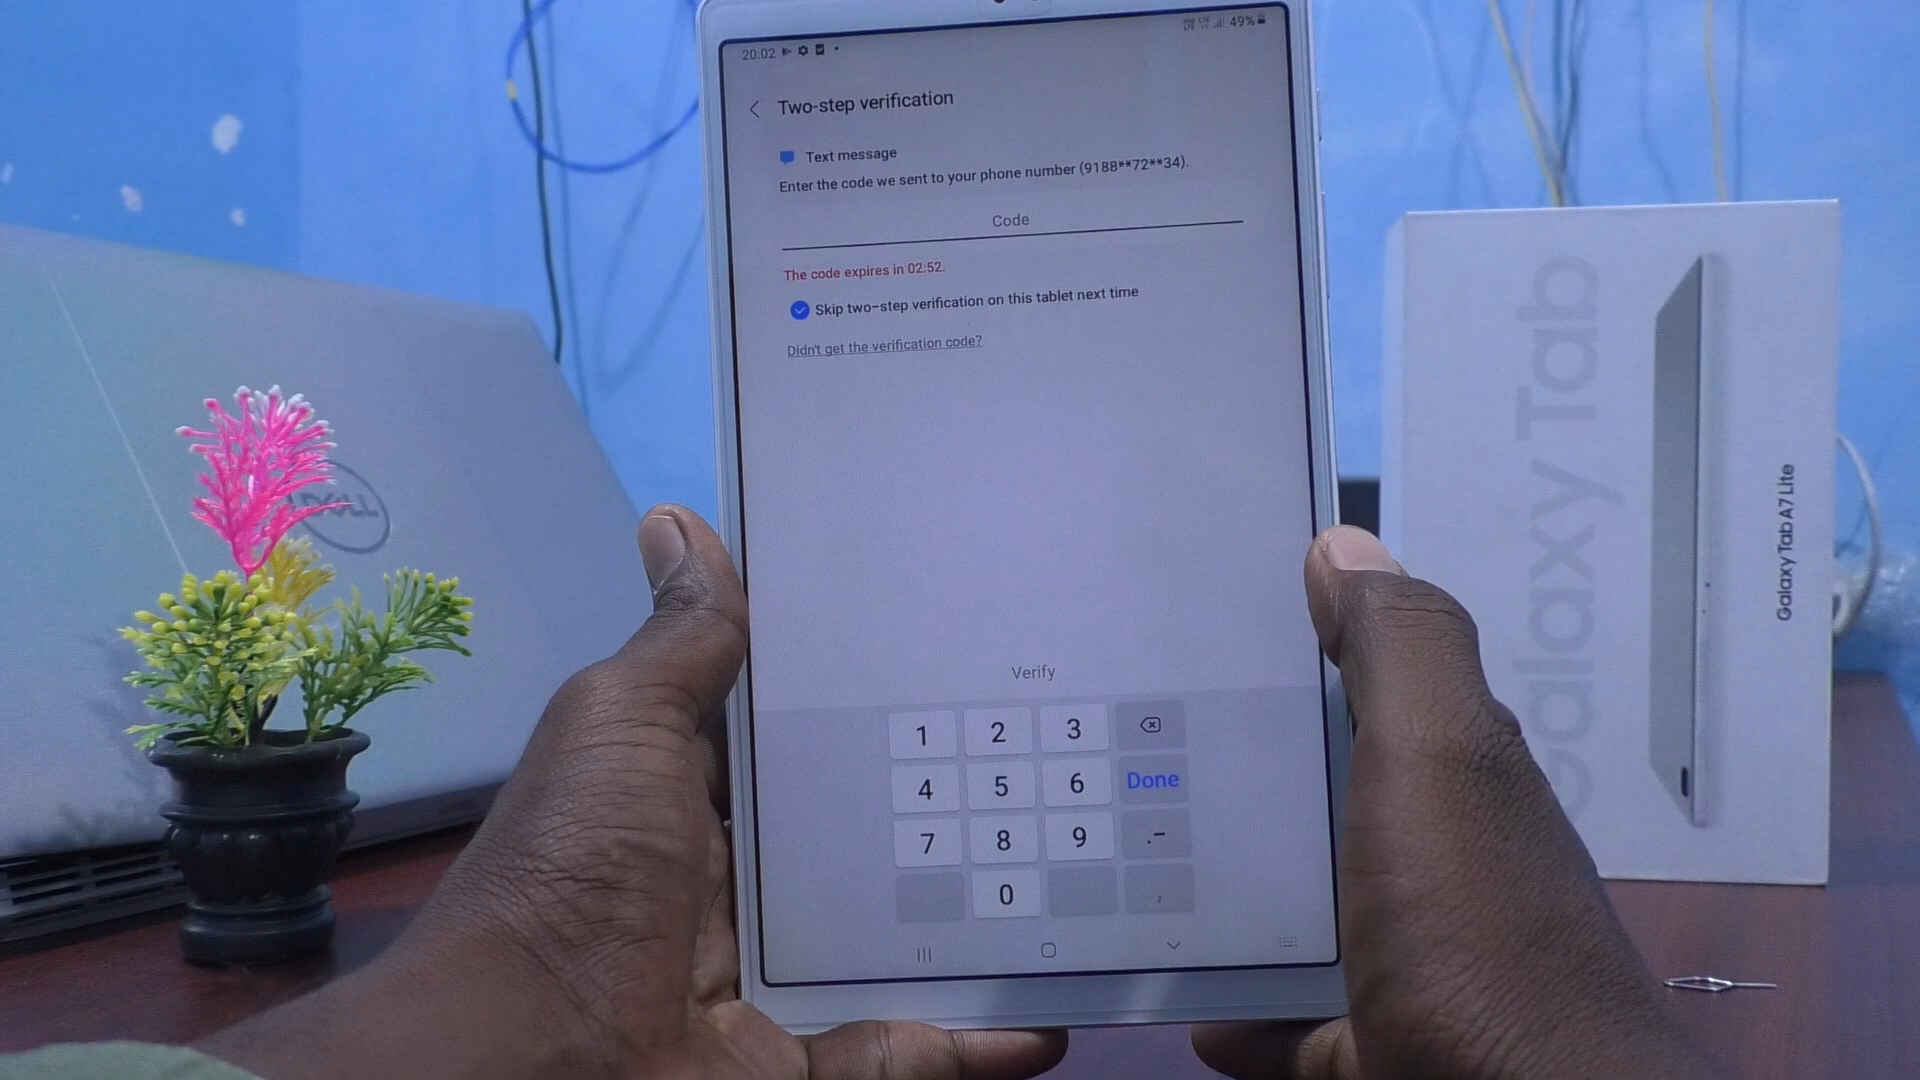 20:02
49%
Two-step verification
Text message
Enter the code we sent to your phone number (9188**72**34).
Code
The code expires in 02:52.
Skip two-step verification on this tablet next time
Didn't get the verification code?
Verify
1 2 3
4 5 6 Done
7 8 9 .-
0 ,
DELL
Galaxy Tab
Galaxy Tab A7 Lite